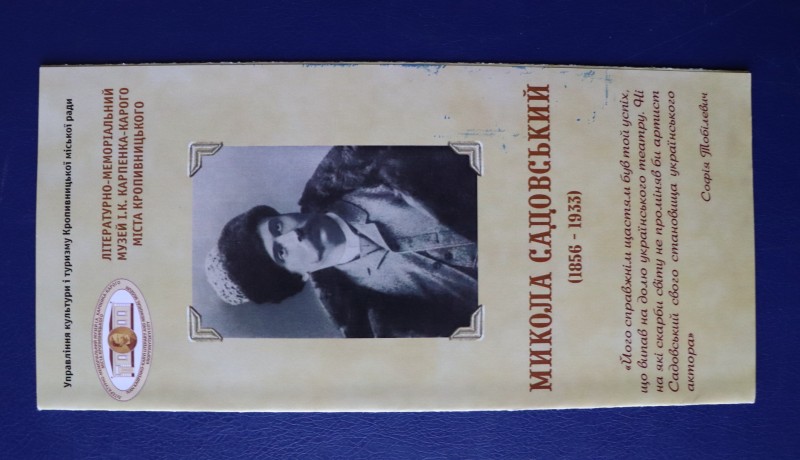 Управління культури і туризму Кропивницької міської ради
ЛІТЕРАТУРНО-МЕМОРІАЛЬНИЙ
МУЗЕЙ І.К. КАРПЕНКА-КАРОГО
МІСТА КРОПИВНИЦЬКОГО
МИКОЛА САДОВСЬКИЙ
(1856 - 1933)
«Його справжнім щастям був той успіх,
що випав на долю українського театру. Ні
на які скарби світу не проміняв би артист
Садовський свого становища українського
актора»
Софія Тобілевич